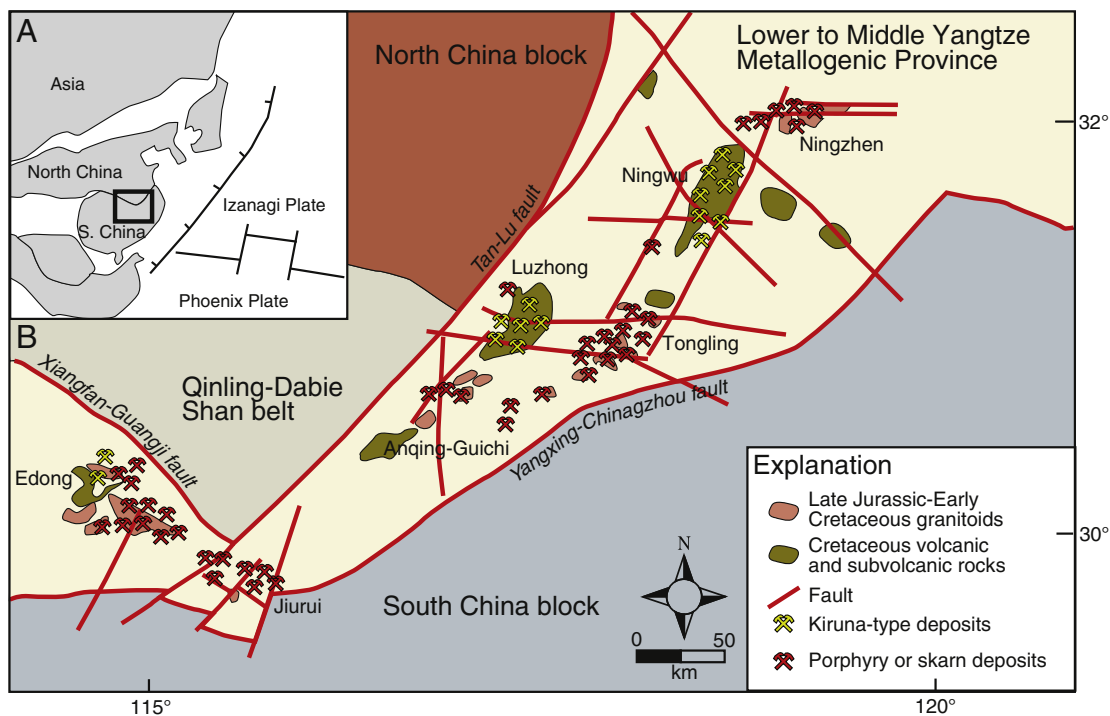 A
Asia
North China
S. China
Izanagi Plate
Phoenix Plate
B
North China block
Lower to Middle Yangtze
Metallogenic Province
32°
Ningzhen
Ningwu
Tan-Lu fault
Luzhong
Tongling
Qinling-Dabie
Shan belt
Xiangfan-Guangji fault
Anqing-Guichi
Yangxing-Chinagzhou fault
Edong
Jiurui
South China block
N
0 50
km
Explanation
Late Jurassic-Early
Cretaceous granitoids
Cretaceous volcanic
and subvolcanic rocks
Fault
Kiruna-type deposits
Porphyry or skarn deposits
30°
115°
120°